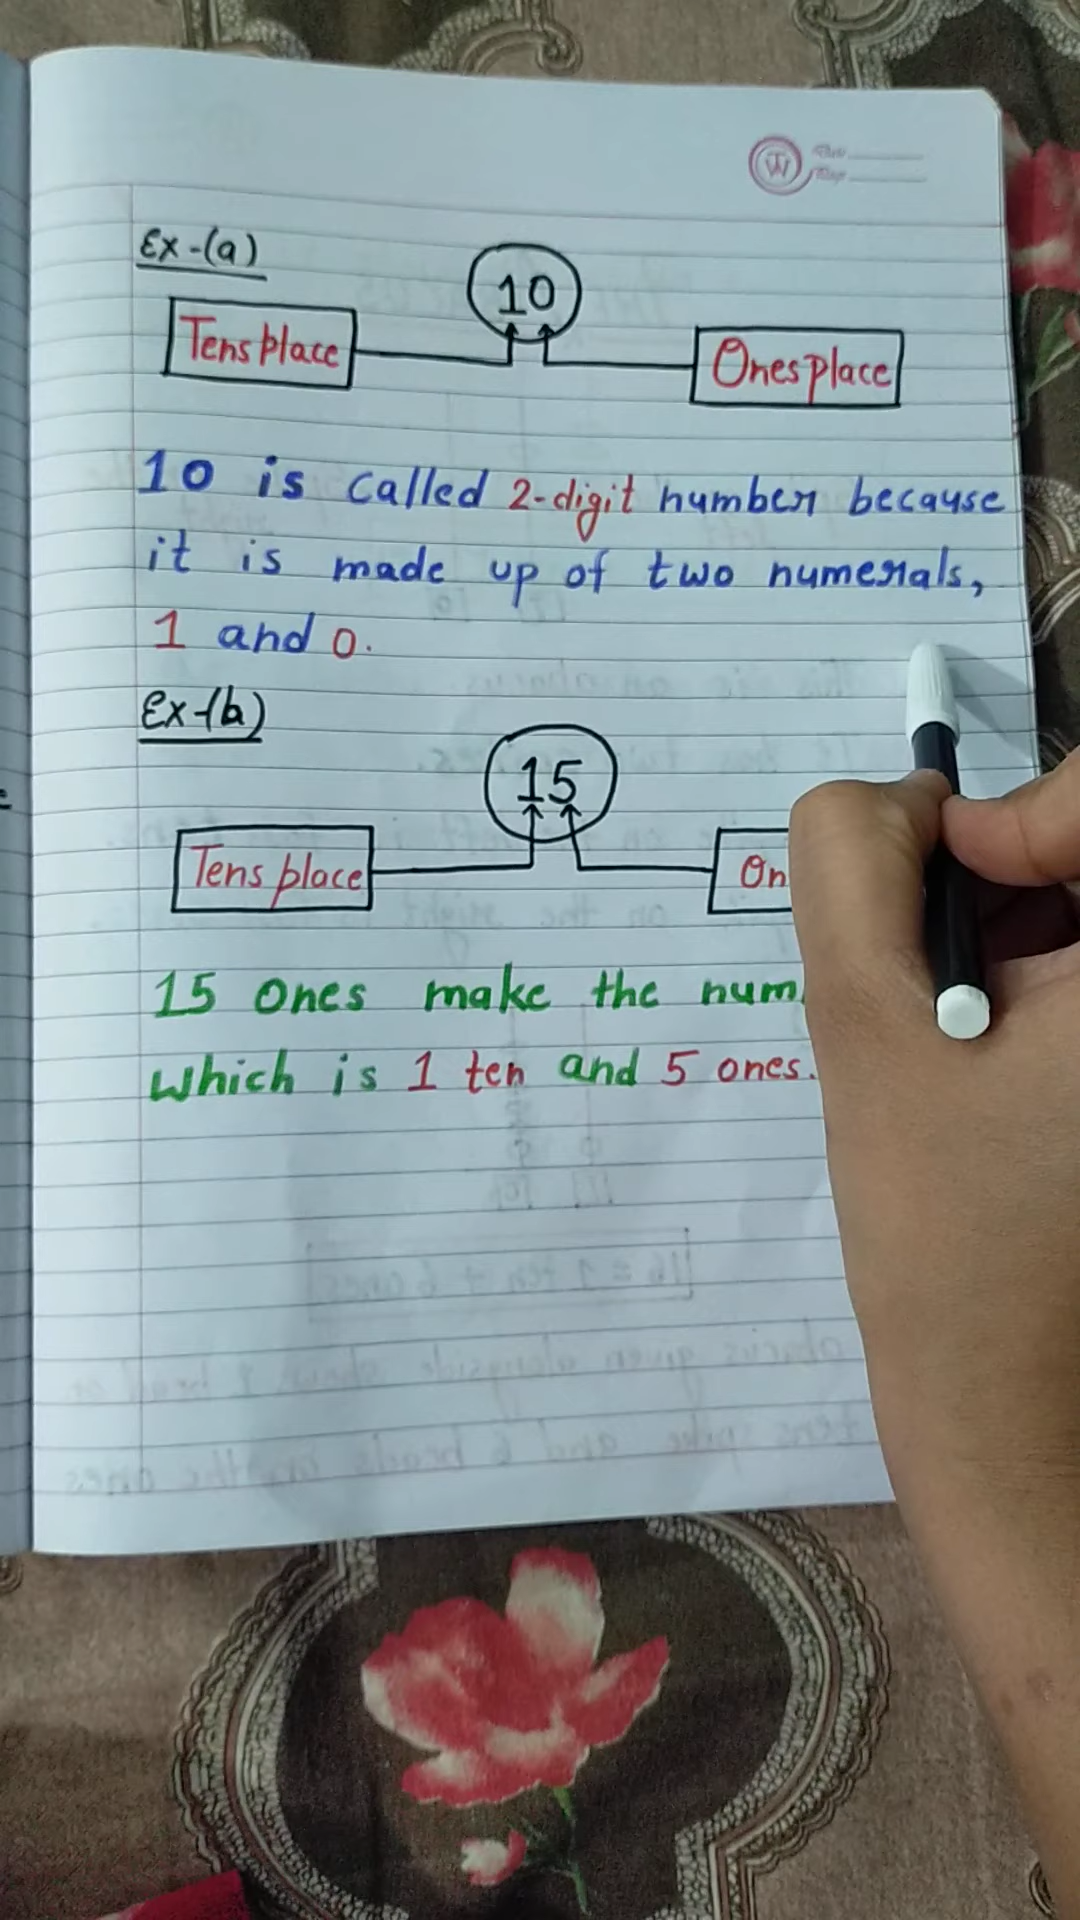 Ex-(a)
10
Tens place
Ones place
10 is called 2-digit number because
it is made up of two numerals,
1 and 0.
Ex-(b)
15
Tens place
On
15 ones make the num
which is 1 ten and 5 ones.